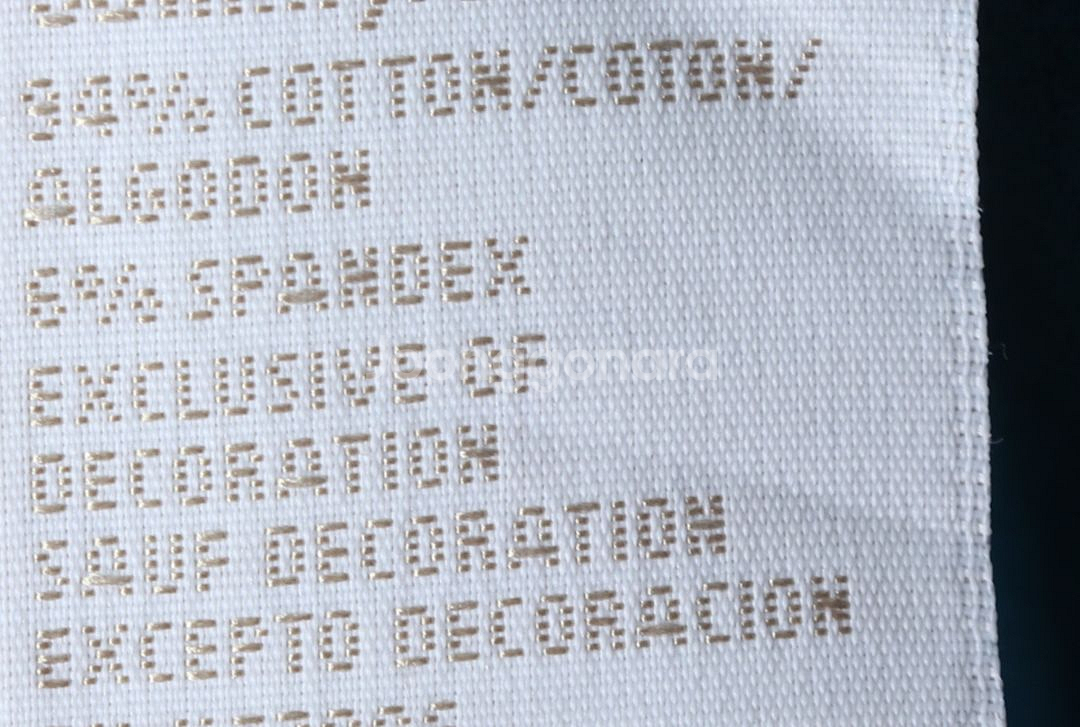 94% COTTON/COTON/
ALGODON
6% SPANDEX
EXCLUSIVE OF
DECORATION
SAUF DECORATION
EXCEPTO DECORACION